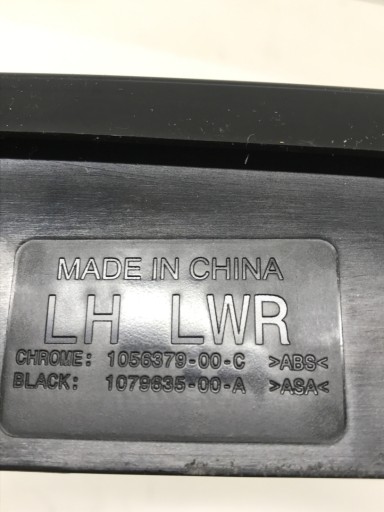 MADE IN CHINA
LH LWR
CHROME: 1056379-00-C >ABS<
BLACK: 1079835-00-A >ASA<